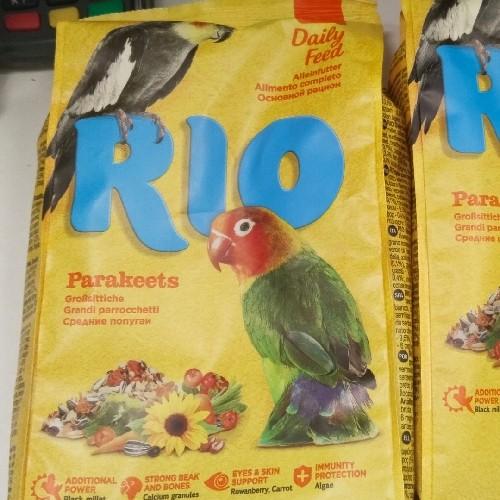 Daily
Feed
Alleinfutter
Alimento completo
Основной рацион
RIO
Parakeets
Großsittiche
Grandi parrocchetti
Средние попугаи
ADDITIONAL
POWER
Black millet
STRONG BEAK
AND BONES
Calcium granules
EYES & SKIN
SUPPORT
Rowanberry, Carrot
IMMUNITY
PROTECTION
Algae
R
Para
Großsittic
Grandi par
Средние
ADDITIO
POWER
Black mil